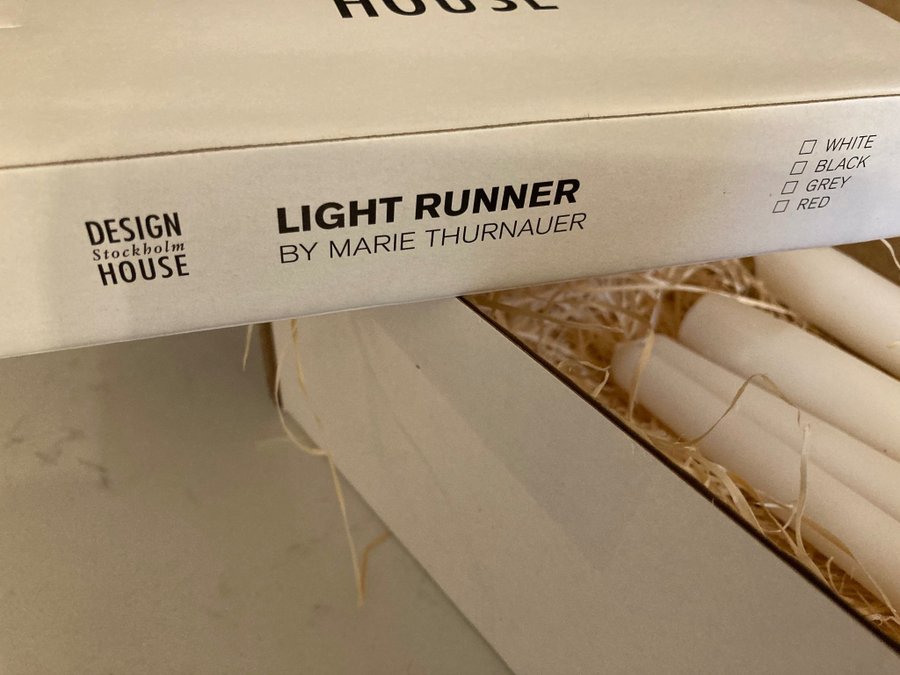 HOUSE
DESIGN
Stockholm
HOUSE
LIGHT RUNNER
BY MARIE THURNAUER
☐ WHITE
☐ BLACK
☐ GREY
☐ RED